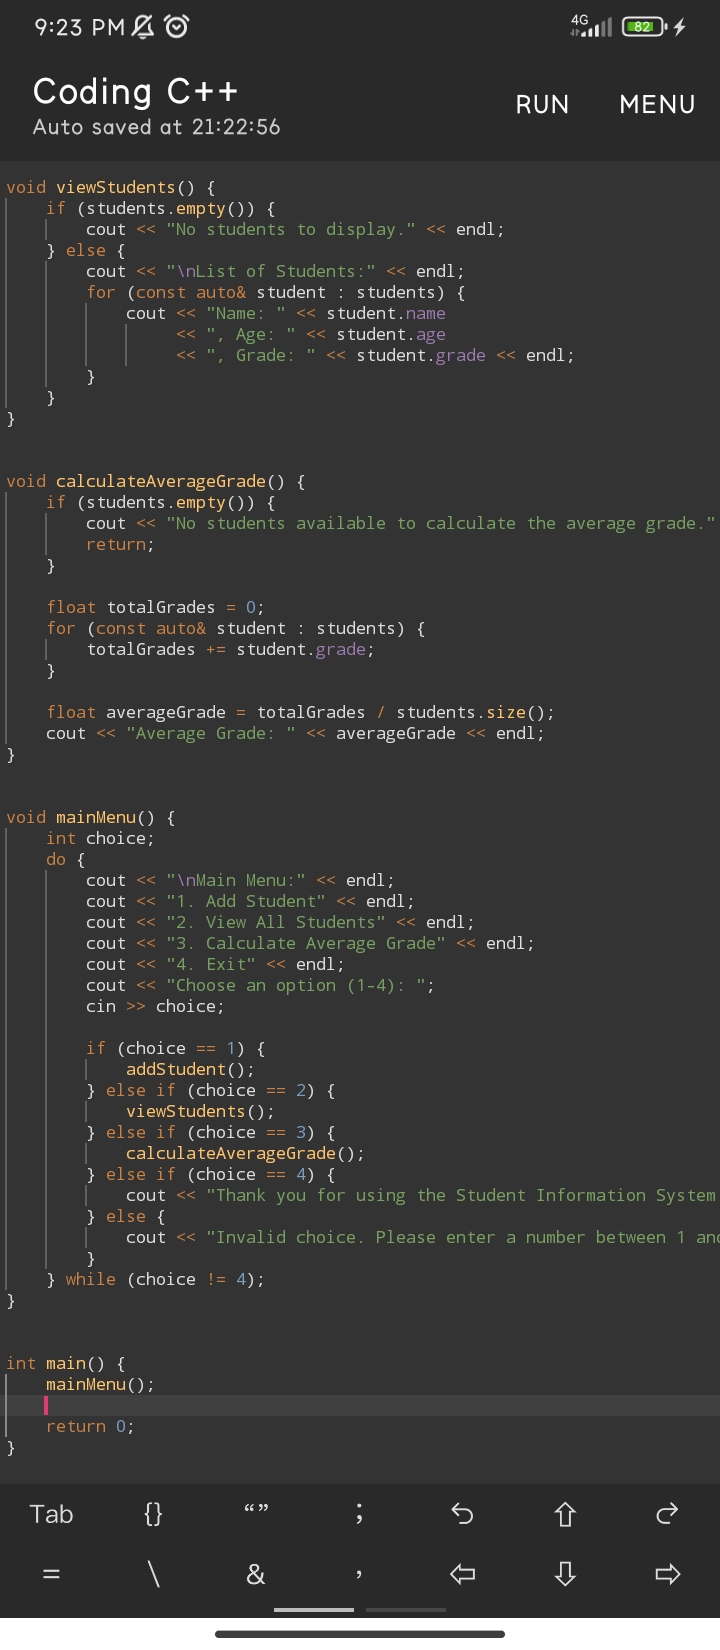 9:23 PM
4G
82
Coding C++
Auto saved at 21:22:56
RUN
MENU
void viewStudents() {
    if (students.empty()) {
        cout << "No students to display." << endl;
    } else {
        cout << "\nList of Students:" << endl;
        for (const auto& student : students) {
            cout << "Name: " << student.name
                 << ", Age: " << student.age
                 << ", Grade: " << student.grade << endl;
        }
    }
}
void calculateAverageGrade() {
    if (students.empty()) {
        cout << "No students available to calculate the average grade."
        return;
    }
    float totalGrades = 0;
    for (const auto& student : students) {
        totalGrades += student.grade;
    }
    float averageGrade = totalGrades / students.size();
    cout << "Average Grade: " << averageGrade << endl;
}
void mainMenu() {
    int choice;
    do {
        cout << "\nMain Menu:" << endl;
        cout << "1. Add Student" << endl;
        cout << "2. View All Students" << endl;
        cout << "3. Calculate Average Grade" << endl;
        cout << "4. Exit" << endl;
        cout << "Choose an option (1-4): ";
        cin >> choice;
        if (choice == 1) {
            addStudent();
        } else if (choice == 2) {
            viewStudents();
        } else if (choice == 3) {
            calculateAverageGrade();
        } else if (choice == 4) {
            cout << "Thank you for using the Student Information System
        } else {
            cout << "Invalid choice. Please enter a number between 1 and
        }
    } while (choice != 4);
}
int main() {
    mainMenu();
    return 0;
}
Tab {} “” ; 
= \ & ,